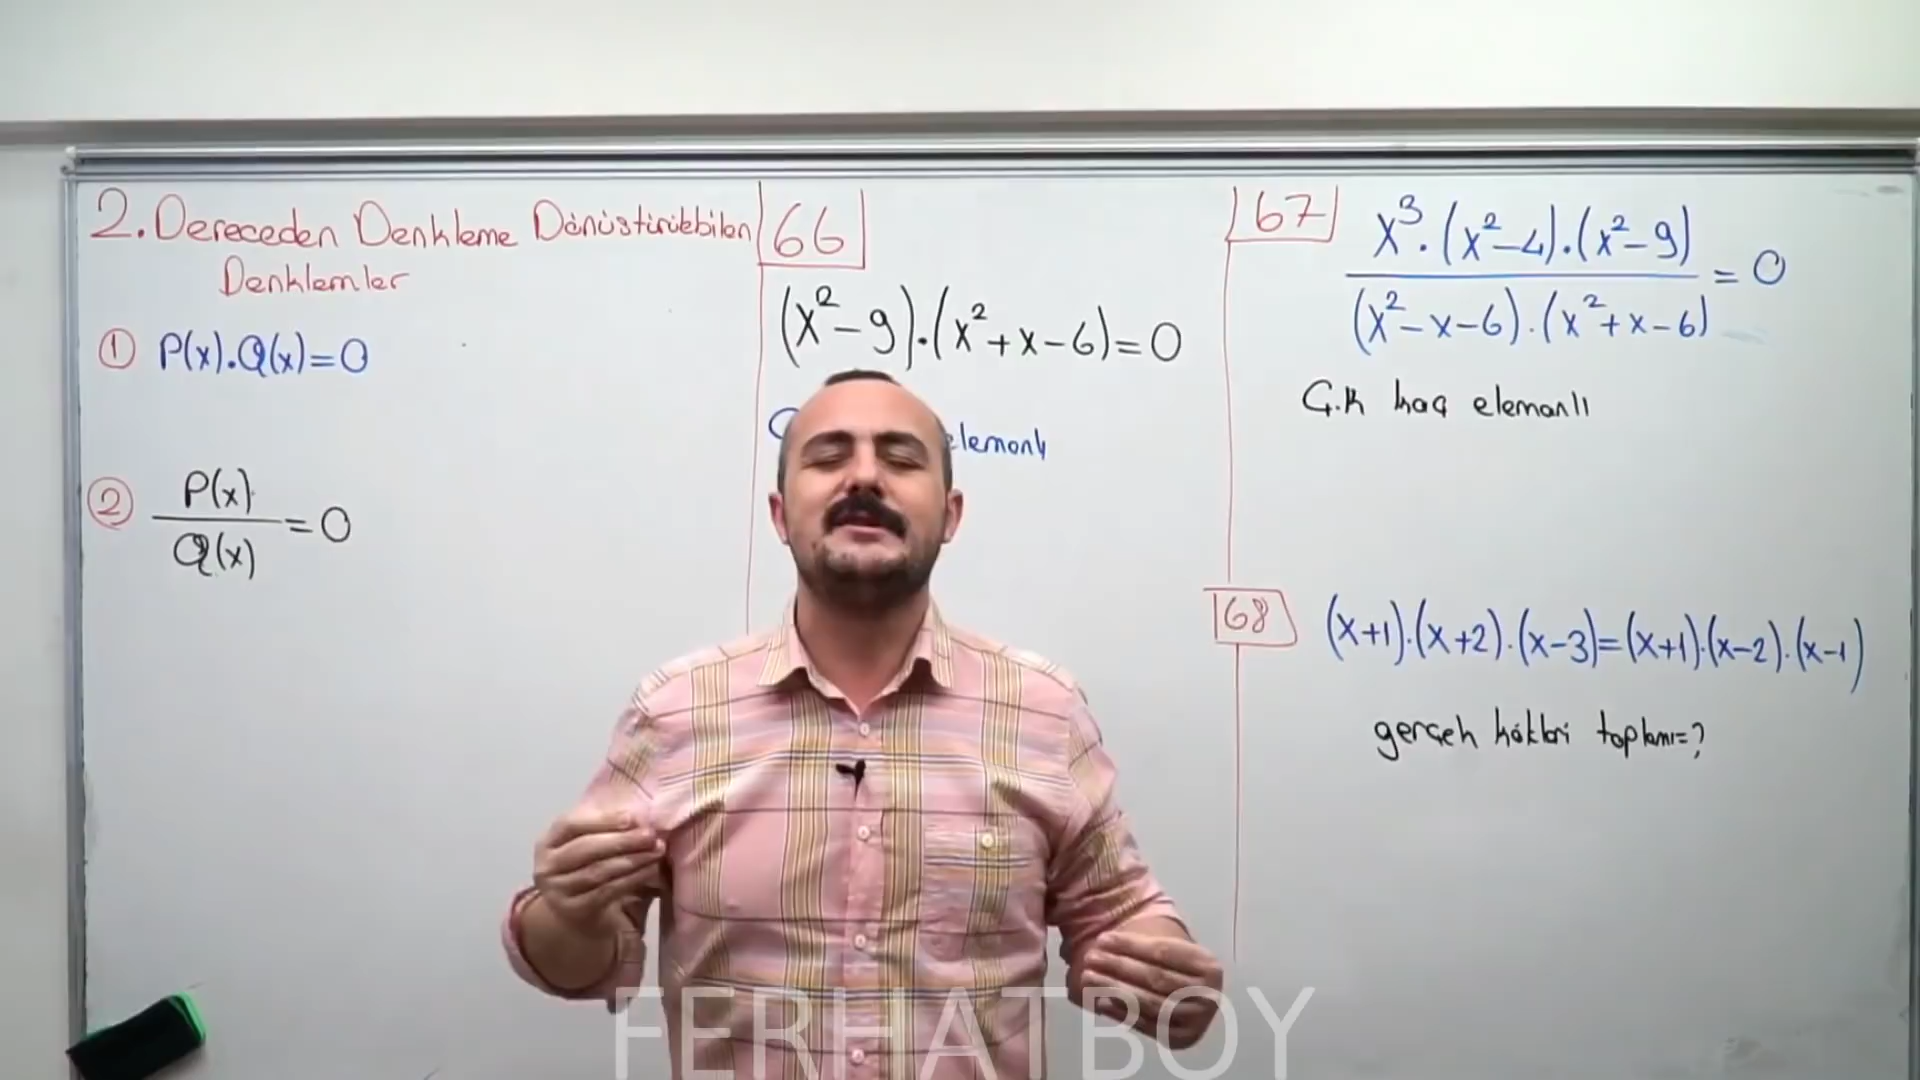 2. Dereceden Denkleme Dönüştürülebilen
Denklemler
① P(x).Q(x)=0
② P(x)
Q(x) =0
66
(x²-9).(x²+x-6)=0
elemanlı
67
x³.(x²-4).(x²-9)
(x²-x-6).(x²+x-6) =0
Ç.K kaç elemanlı
68
(x+1).(x+2).(x-3)=(x+1).(x-2).(x-1)
gerçek kökleri toplamı=?
FERHATBOY